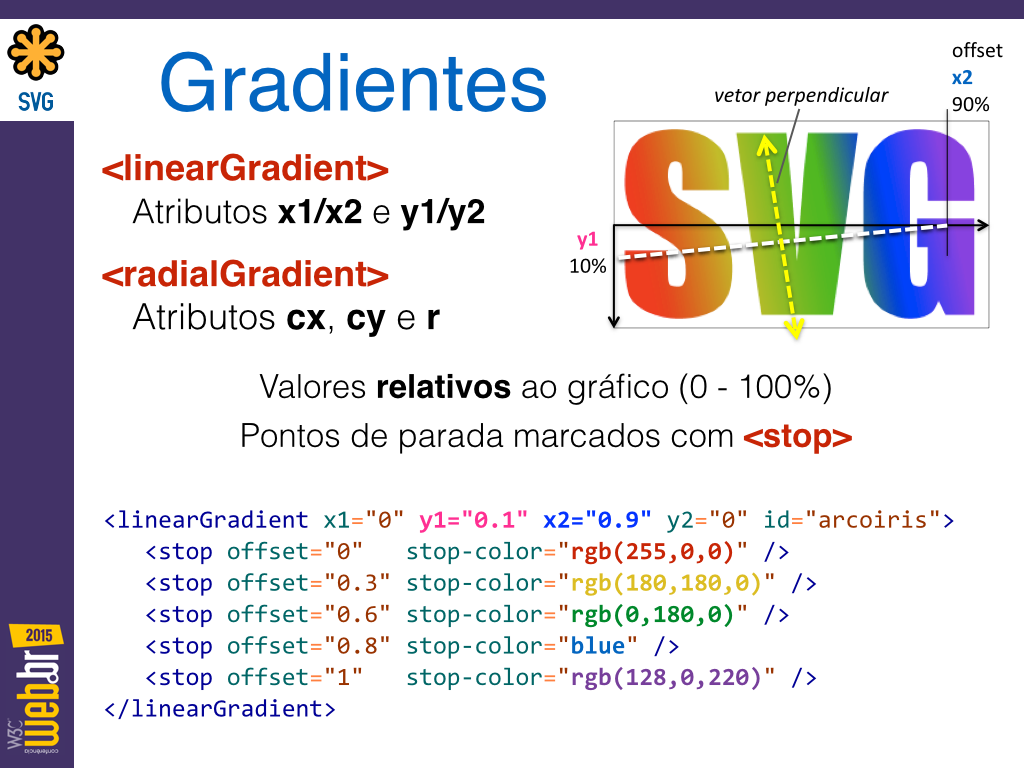 SVG
Gradientes
offset
x2
90%
vetor perpendicular
SVG
y1
10%
<linearGradient>
Atributos x1/x2 e y1/y2
<radialGradient>
Atributos cx, cy e r
Valores relativos ao gráfico (0 - 100%)
Pontos de parada marcados com <stop>
<linearGradient x1="0" y1="0.1" x2="0.9" y2="0" id="arcoiris">
<stop offset="0" stop-color="rgb(255,0,0)" />
<stop offset="0.3" stop-color="rgb(180,180,0)" />
<stop offset="0.6" stop-color="rgb(0,180,0)" />
<stop offset="0.8" stop-color="blue" />
<stop offset="1" stop-color="rgb(128,0,220)" />
</linearGradient>
2015
conferência
web.br
W3C